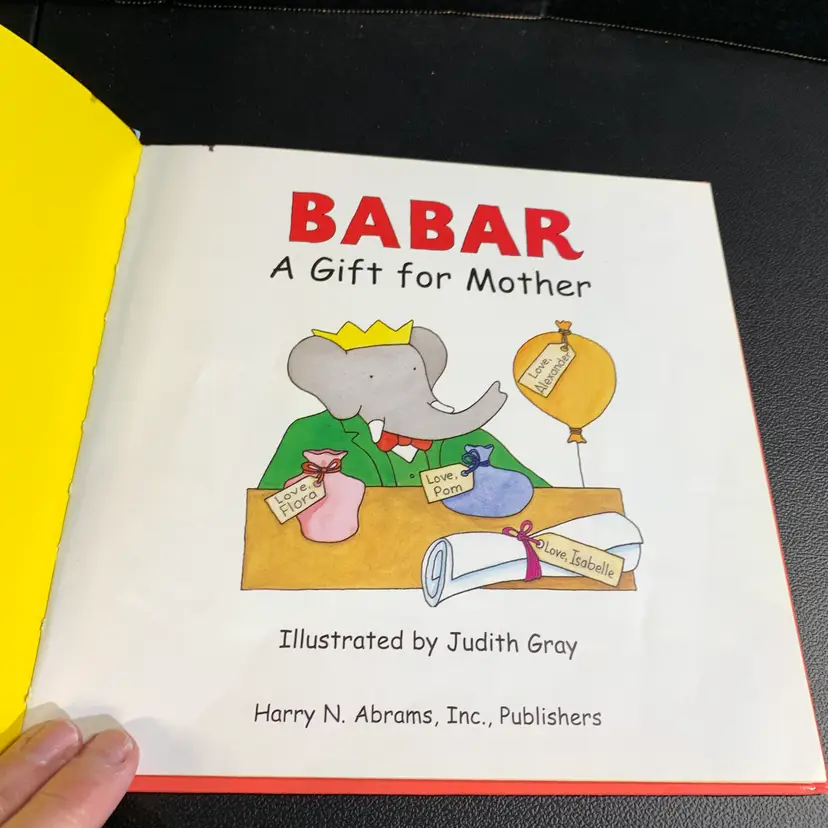 BABAR
A Gift for Mother
Love,
Alexander
Love,
Flora
Love,
Pom
Love, Isabelle
Illustrated by Judith Gray
Harry N. Abrams, Inc., Publishers